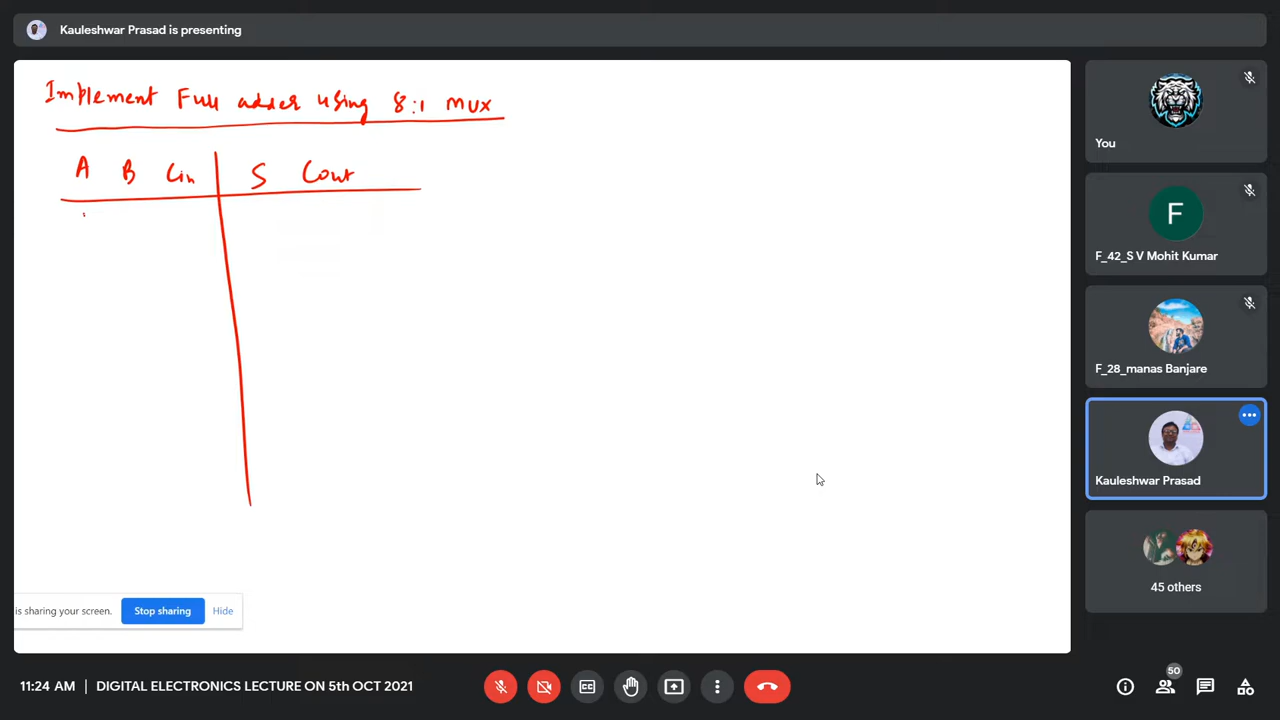 Kauleshwar Prasad is presenting
Implement Full adder using 8:1 MUX
A B Cin S Cout
You
F
F_42_S V Mohit Kumar
F_28_manas Banjare
Kauleshwar Prasad
45 others
is sharing your screen. Stop sharing Hide
11:24 AM | DIGITAL ELECTRONICS LECTURE ON 5th OCT 2021
50